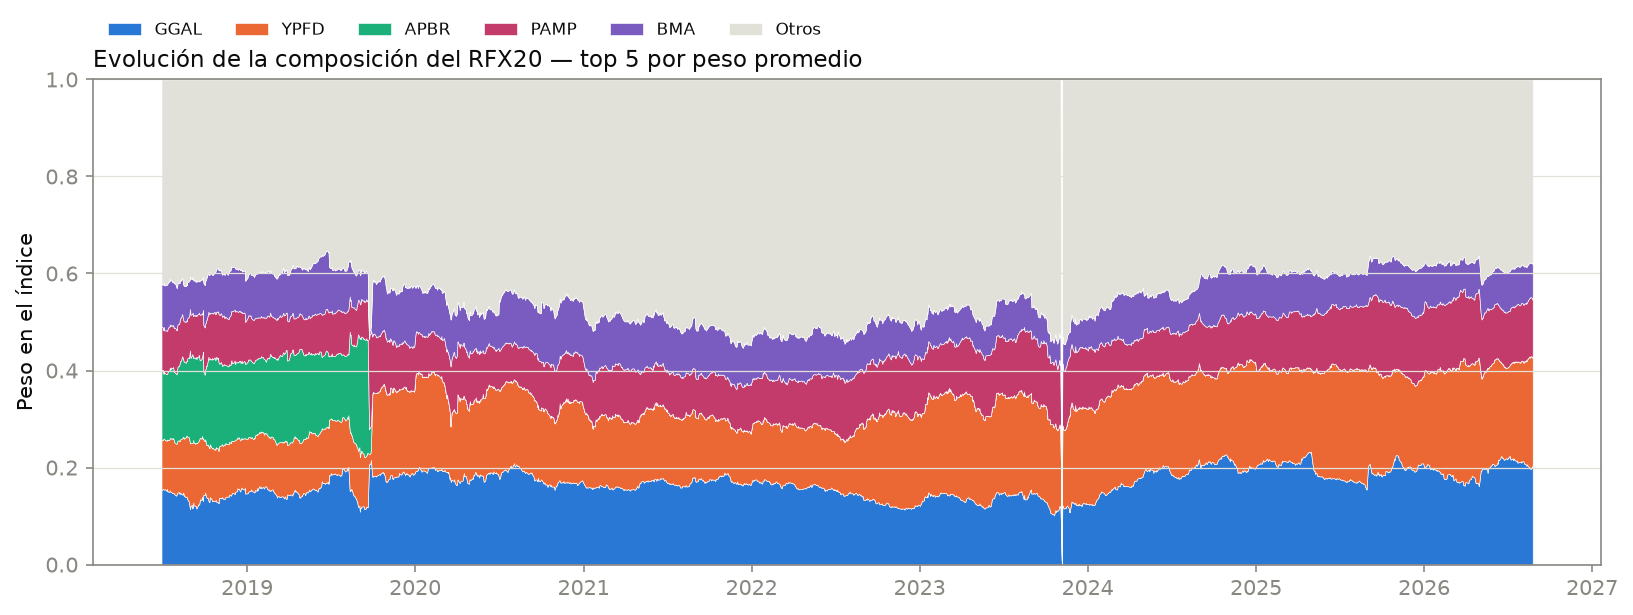 GGAL YPFD APBR PAMP BMA Otros
Evolución de la composición del RFX20 — top 5 por peso promedio
Peso en el índice
1.0
0.8
0.6
0.4
0.2
0.0
2019 2020 2021 2022 2023 2024 2025 2026 2027